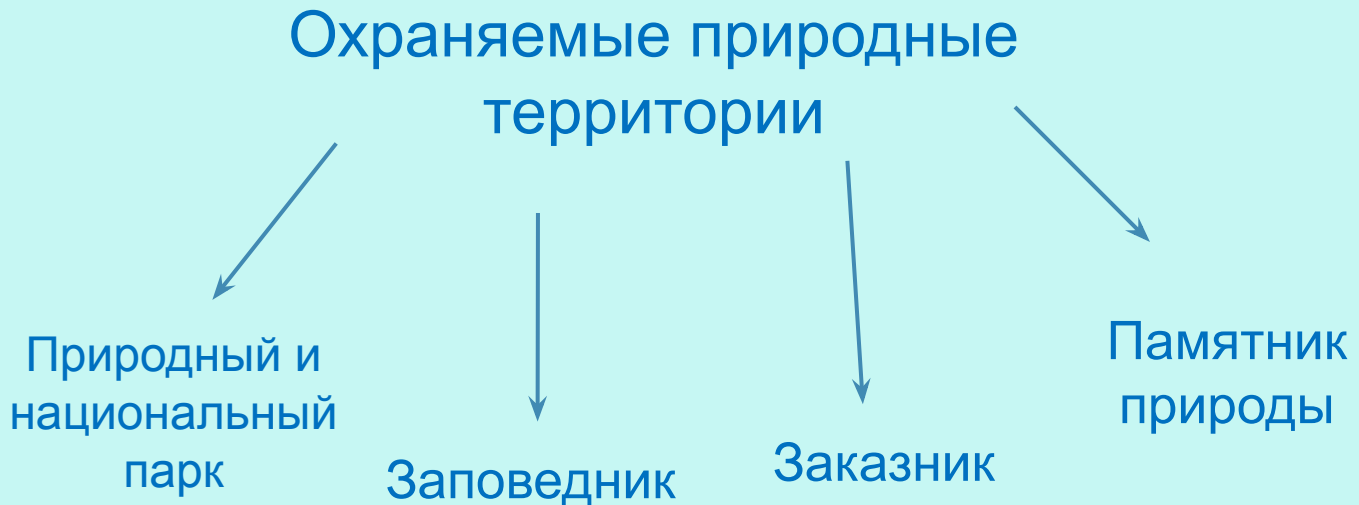 Охраняемые природные
территории
Природный и
национальный
парк
Заповедник
Заказник
Памятник
природы